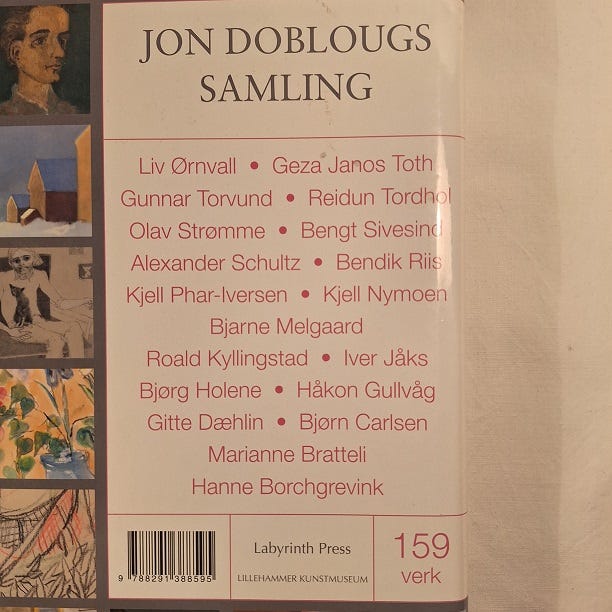 JON DOBLOUGS
SAMLING
Liv Ørnvall • Geza Janos Toth
Gunnar Torvund • Reidun Tordhol
Olav Strømme • Bengt Sivesind
Alexander Schultz • Bendik Riis
Kjell Phar-Iversen • Kjell Nymoen
Bjarne Melgaard
Roald Kyllingstad • Iver Jåks
Bjørg Holene • Håkon Gullvåg
Gitte Dæhlin • Bjørn Carlsen
Marianne Bratteli
Hanne Borchgrevink
9 788291 388595
Labyrinth Press
LILLEHAMMER KUNSTMUSEUM
159
verk